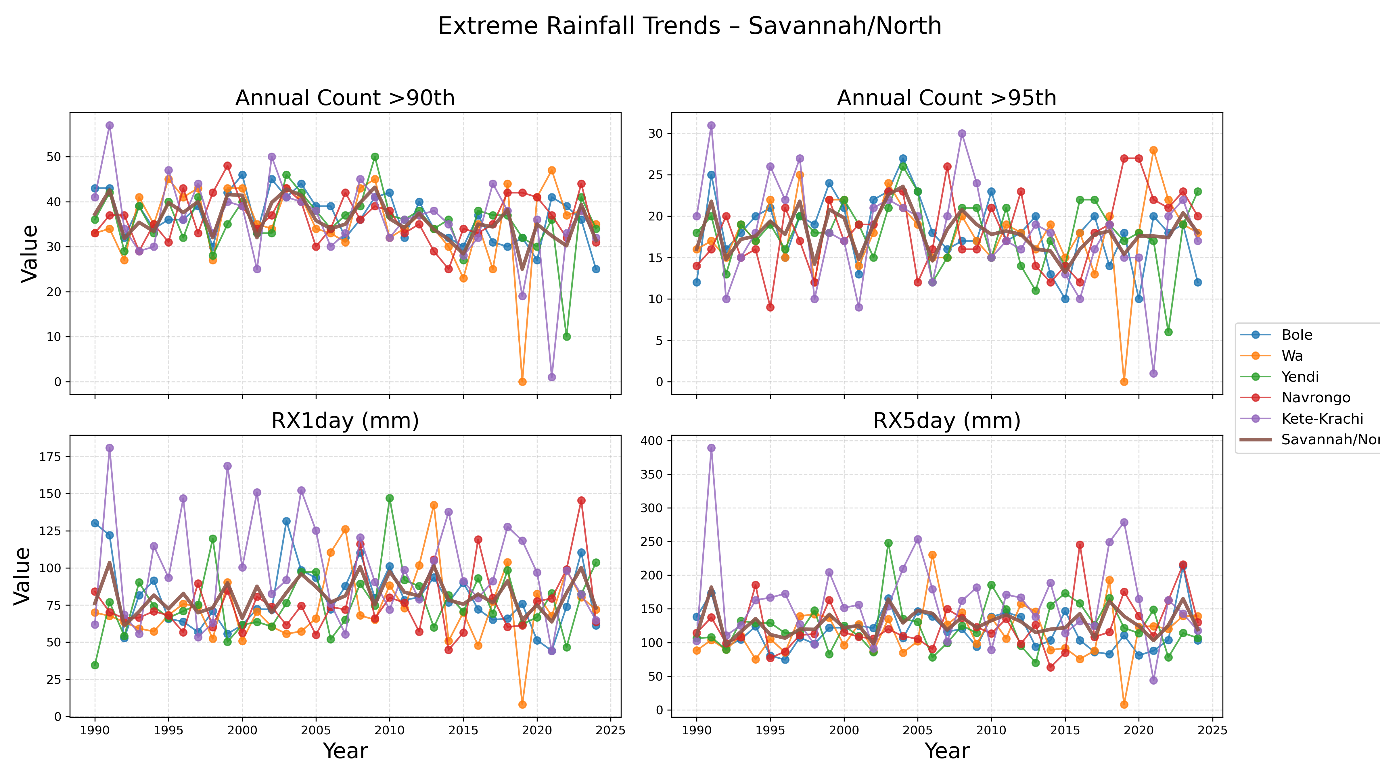 Extreme Rainfall Trends – Savannah/North
Annual Count >90th
Annual Count >95th
Value
50
40
30
20
10
0
30
25
20
15
10
5
0
Bole
Wa
Yendi
Navrongo
Kete-Krachi
Savannah/Nor
RX1day (mm)
RX5day (mm)
Value
175
150
125
100
75
50
25
0
400
350
300
250
200
150
100
50
0
1990 1995 2000 2005 2010 2015 2020 2025
1990 1995 2000 2005 2010 2015 2020 2025
Year
Year